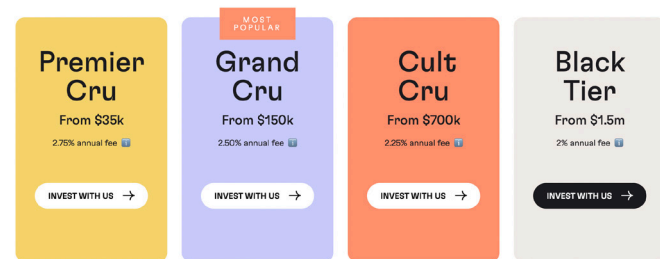 Premier
Cru
From $35k
2.75% annual fee
INVEST WITH US
MOST
POPULAR
Grand
Cru
From $150k
2.50% annual fee
INVEST WITH US
Cult
Cru
From $700k
2.25% annual fee
INVEST WITH US
Black
Tier
From $1.5m
2% annual fee
INVEST WITH US